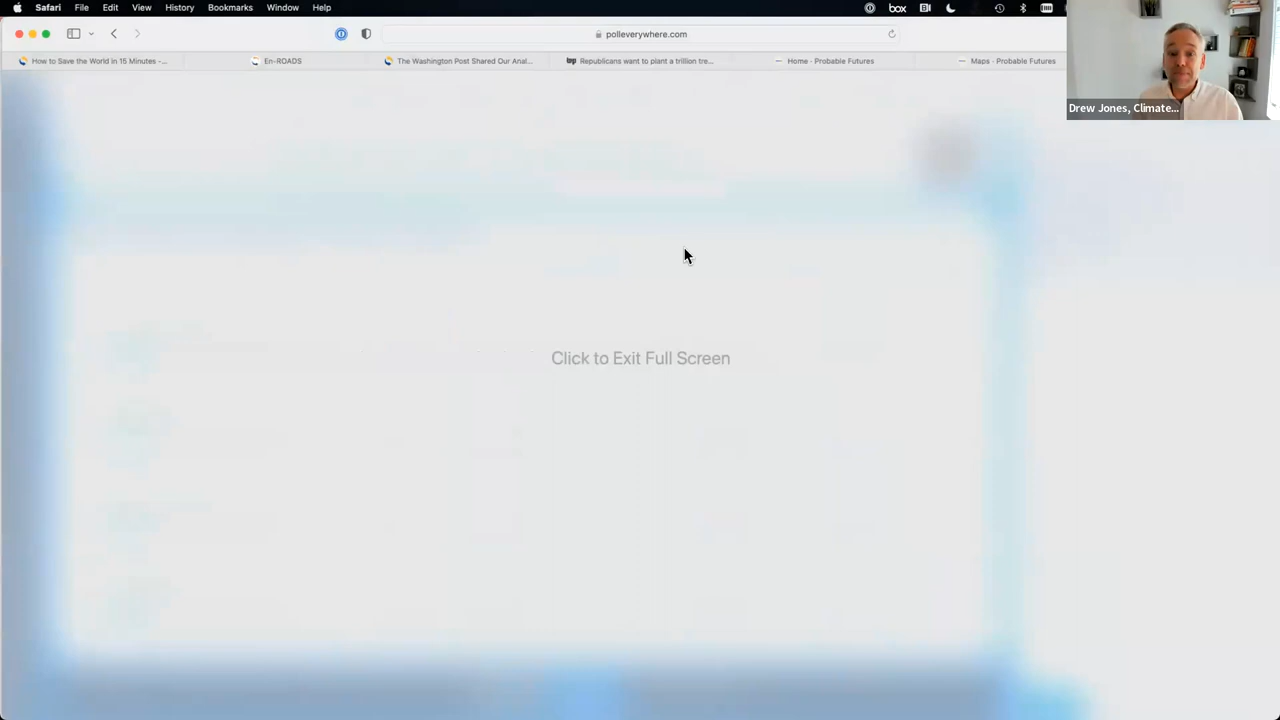 Safari File Edit View History Bookmarks Window Help box
polleverywhere.com
How to Save the World in 15 Minutes -... En-ROADS The Washington Post Shared Our Anal... wp Republicans want to plant a trillion tre... Home · Probable Futures Maps · Probable Futures
Drew Jones, Climate...
Click to Exit Full Screen